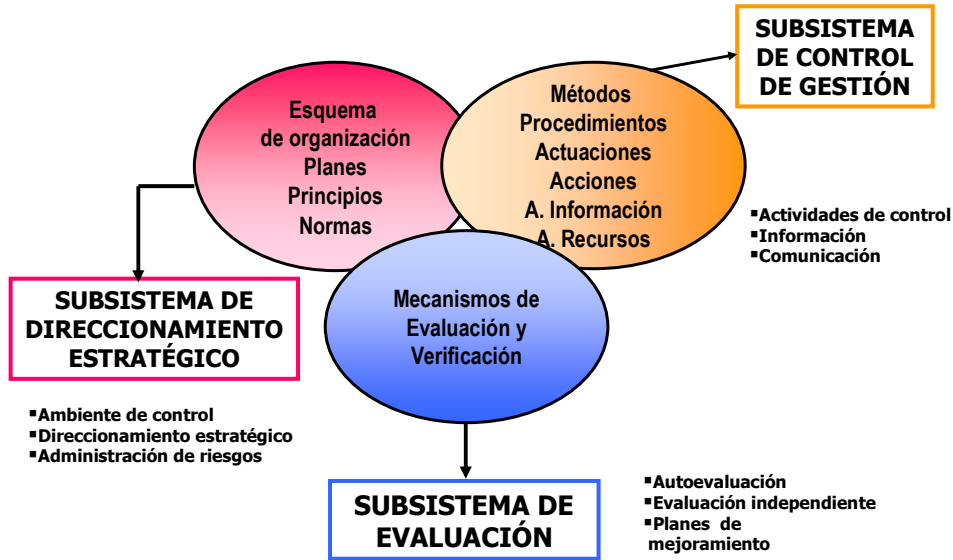 SUBSISTEMA
DE CONTROL
DE GESTIÓN
Esquema
de organización
Planes
Principios
Normas
Métodos
Procedimientos
Actuaciones
Acciones
A. Información
A. Recursos
▪Actividades de control
▪Información
▪Comunicación
Mecanismos de
Evaluación y
Verificación
SUBSISTEMA DE
DIRECCIONAMIENTO
ESTRATÉGICO
▪Ambiente de control
▪Direccionamiento estratégico
▪Administración de riesgos
SUBSISTEMA DE
EVALUACIÓN
▪Autoevaluación
▪Evaluación independiente
▪Planes de
mejoramiento